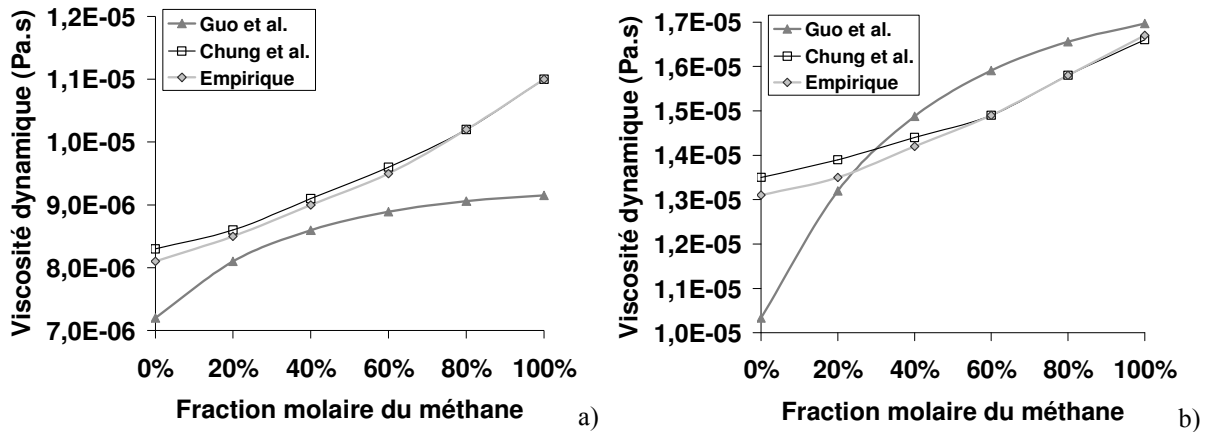 1,2E-05
1,1E-05
1,0E-05
9,0E-06
8,0E-06
7,0E-06
Viscosité dynamique (Pa.s)
Guo et al.
Chung et al.
Empirique
0% 20% 40% 60% 80% 100%
Fraction molaire du méthane
a)
1,7E-05
1,6E-05
1,5E-05
1,4E-05
1,3E-05
1,2E-05
1,1E-05
1,0E-05
Viscosité dynamique (Pa.s)
Guo et al.
Chung et al.
Empirique
0% 20% 40% 60% 80% 100%
Fraction molaire du méthane
b)